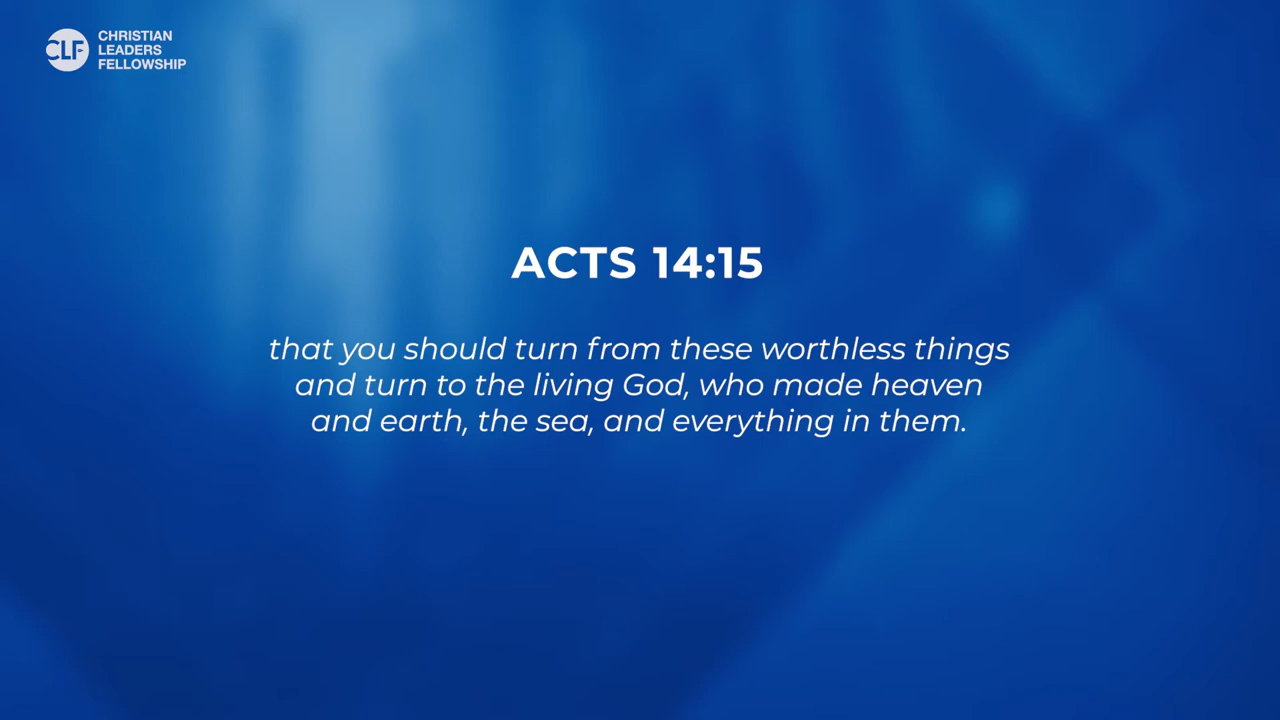 CLF
CHRISTIAN
LEADERS
FELLOWSHIP
ACTS 14:15
that you should turn from these worthless things
and turn to the living God, who made heaven
and earth, the sea, and everything in them.